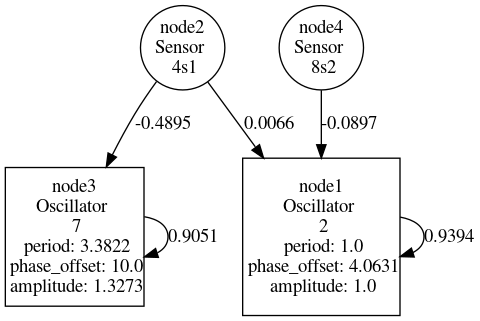 node2
Sensor
4s1
node4
Sensor
8s2
-0.4895
0.0066
-0.0897
node3
Oscillator
7
period: 3.3822
phase_offset: 10.0
amplitude: 1.3273
0.9051
node1
Oscillator
2
period: 1.0
phase_offset: 4.0631
amplitude: 1.0
0.9394